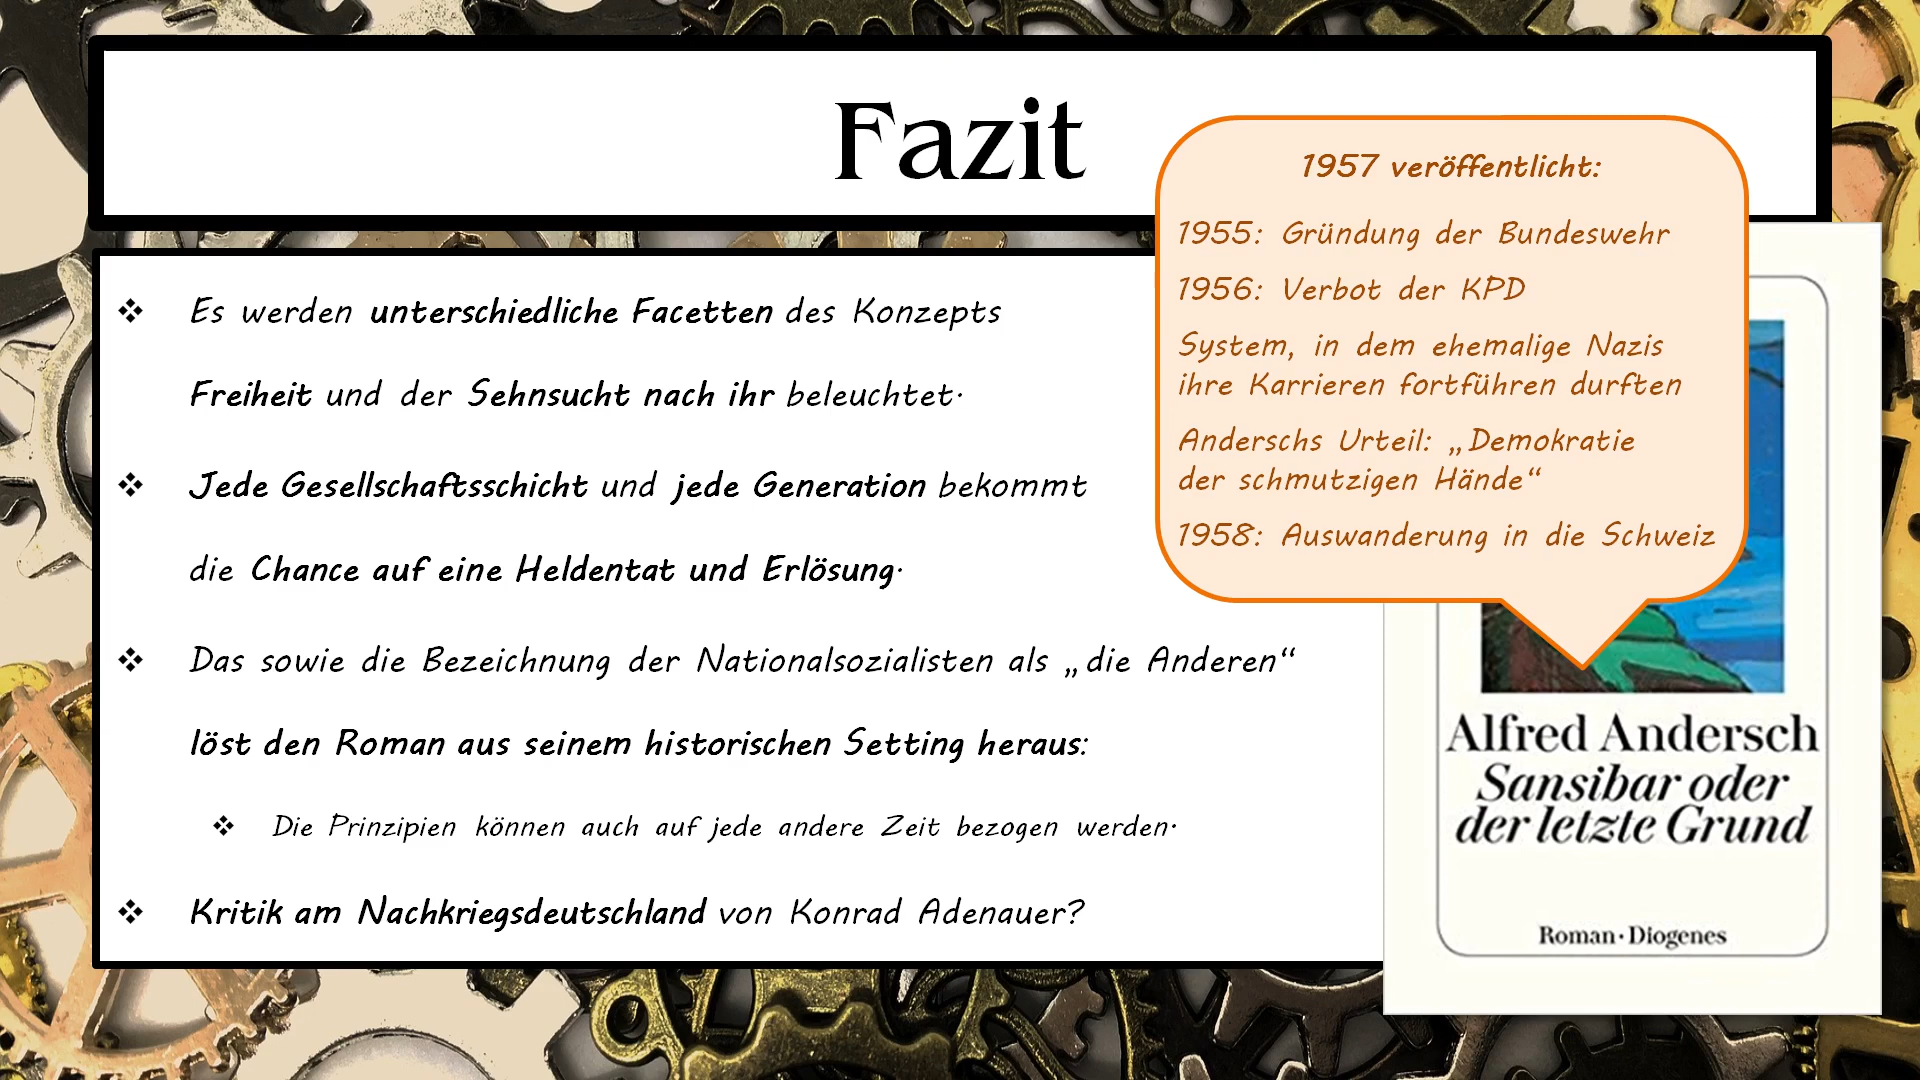 Fazit
Es werden unterschiedliche Facetten des Konzepts
Freiheit und der Sehnsucht nach ihr beleuchtet.
Jede Gesellschaftsschicht und jede Generation bekommt
die Chance auf eine Heldentat und Erlösung.
Das sowie die Bezeichnung der Nationalsozialisten als „die Anderen“
löst den Roman aus seinem historischen Setting heraus:
Die Prinzipien können auch auf jede andere Zeit bezogen werden.
Kritik am Nachkriegsdeutschland von Konrad Adenauer?
1957 veröffentlicht:
1955: Gründung der Bundeswehr
1956: Verbot der KPD
System, in dem ehemalige Nazis
ihre Karrieren fortführen durften
Anderschs Urteil: „Demokratie
der schmutzigen Hände“
1958: Auswanderung in die Schweiz
Alfred Andersch
Sansibar oder
der letzte Grund
Roman · Diogenes